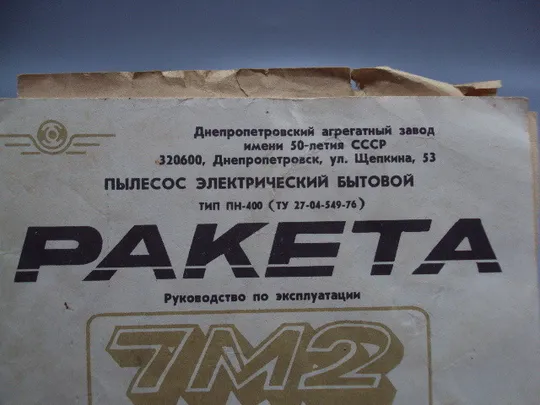 Днепропетровский агрегатный завод
имени 50-летия СССР
320600, Днепропетровск, ул. Щепкина, 53
ПЫЛЕСОС ЭЛЕКТРИЧЕСКИЙ БЫТОВОЙ
ТИП ПН-400 (ТУ 27-04-549-76)
РАКЕТА
Руководство по эксплуатации
7М2